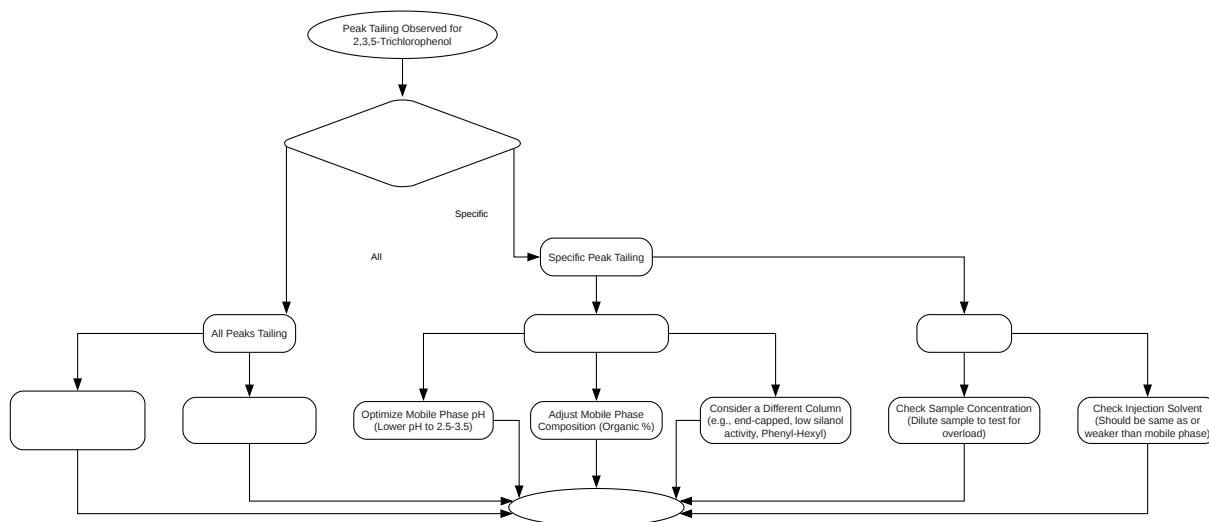 Peak Tailing Observed for
2,3,5-Trichlorophenol
Specific
All
Specific Peak Tailing
All Peaks Tailing
Optimize Mobile Phase pH
(Lower pH to 2.5-3.5)
Adjust Mobile Phase
Composition (Organic %)
Consider a Different Column
(e.g., end-capped, low silanol
activity, Phenyl-Hexyl)
Check Sample Concentration
(Dilute sample to test for
overload)
Check Injection Solvent
(Should be same as or
weaker than mobile phase)